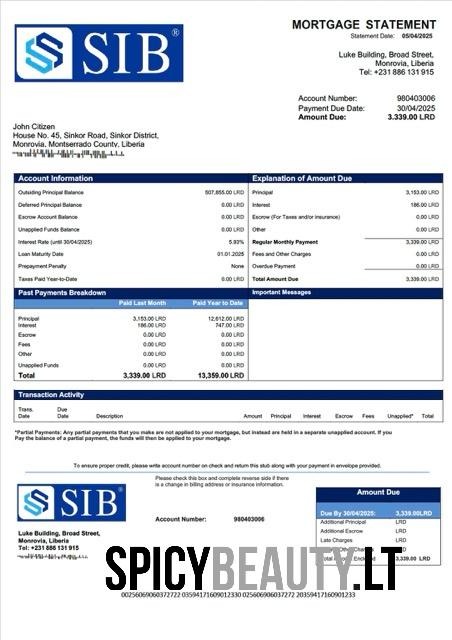 SIB®
MORTGAGE STATEMENT
Statement Date: 05/04/2025
Luke Building, Broad Street,
Monrovia, Liberia
Tel: +231 886 131 915
Account Number: 980403006
Payment Due Date: 30/04/2025
Amount Due: 3.339.00 LRD
John Citizen
House No. 45, Sinkor Road, Sinkor District,
Monrovia, Montserrado County, Liberia
Account Information
Outsiding Principal Balance 507,855.00 LRD
Deferred Principal Balance 0.00 LRD
Escrow Account Balance 0.00 LRD
Unapplied Funds Balance 0.00 LRD
Interest Rate (until 30/04/2025) 5.93%
Loan Maturity Date 01.01.2025
Prepayment Penalty None
Taxes Paid Year-to-Date 0.00 LRD
Explanation of Amount Due
Principal 3,153.00 LRD
Interest 186.00 LRD
Escrow (For Taxes and/or insurance) 0.00 LRD
Other 0.00 LRD
Regular Monthly Payment 3,339.00 LRD
Fees and Other Charges 0.00 LRD
Overdue Payment 0.00 LRD
Total Amount Due 3,339.00 LRD
Past Payments Breakdown
Paid Last Month Paid Year to Date
Principal 3,153.00 LRD 12,612.00 LRD
Interest 186.00 LRD 747.00 LRD
Escrow 0.00 LRD 0.00 LRD
Fees 0.00 LRD 0.00 LRD
Other 0.00 LRD 0.00 LRD
Unapplied Funds 0.00 LRD 0.00 LRD
Total 3,339.00 LRD 13,359.00 LRD
Important Messages
Transaction Activity
Trans. Date Due Date Description Amount Principal Interest Escrow Fees Unapplied* Total
*Partial Payments: Any partial payments that you make are not applied to your mortgage, but instead are held in a separate unapplied account. If you
Pay the balance of a partial payment, the funds will then be applied to your mortgage.
To ensure proper credit, please write account number on check and return this stub along with your payment in envelope provided.
SIB®
Please check this box and complete reverse side if there
is a change in billing address or insurance information.
Luke Building, Broad Street,
Monrovia, Liberia
Tel: +231 886 131 915
Account Number: 980403006
Amount Due
Due By 30/04/2025: 3,339.00LRD
Additional Principal LRD
Additional Escrow LRD
Late Charges LRD
Other Charges LRD
3,339.00 LRD
SPICYBEAUTY.LT